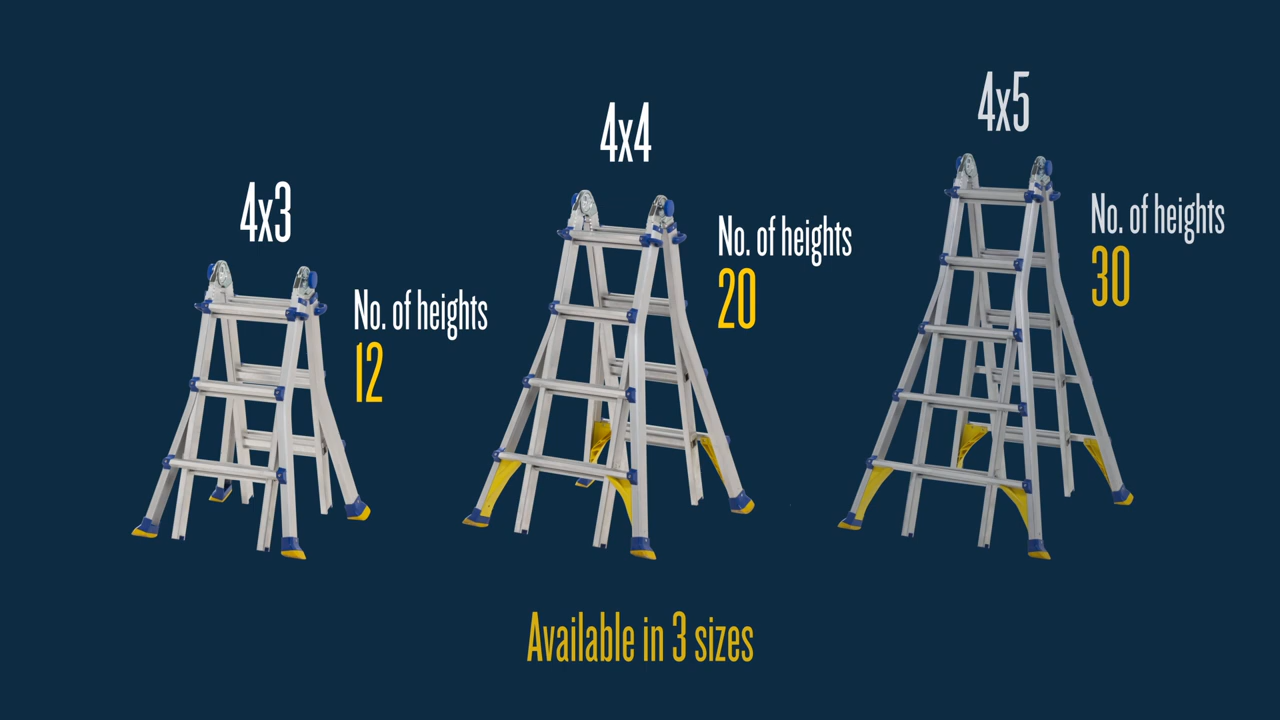 4x3
No. of heights
12
4x4
No. of heights
20
4x5
No. of heights
30
Available in 3 sizes